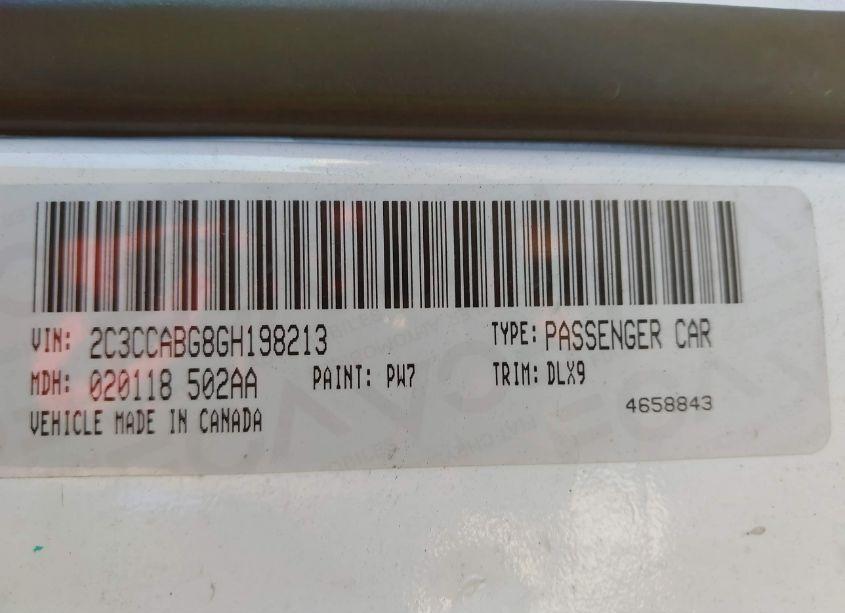 VIN: 2C3CCABG8GH198213 TYPE: PASSENGER CAR
MDH: 020118 502AA PAINT: PW7 TRIM: DLX9
VEHICLE MADE IN CANADA 4658843